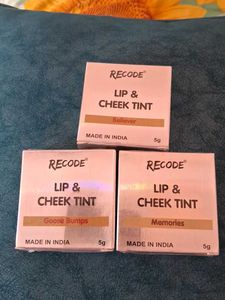 RECODE®
LIP &
CHEEK TINT
Believer
MADE IN INDIA 5g
RECODE®
LIP &
CHEEK TINT
Goose Bumps
MADE IN INDIA 5g
RECODE®
LIP &
CHEEK TINT
Memories
MADE IN INDIA 5g